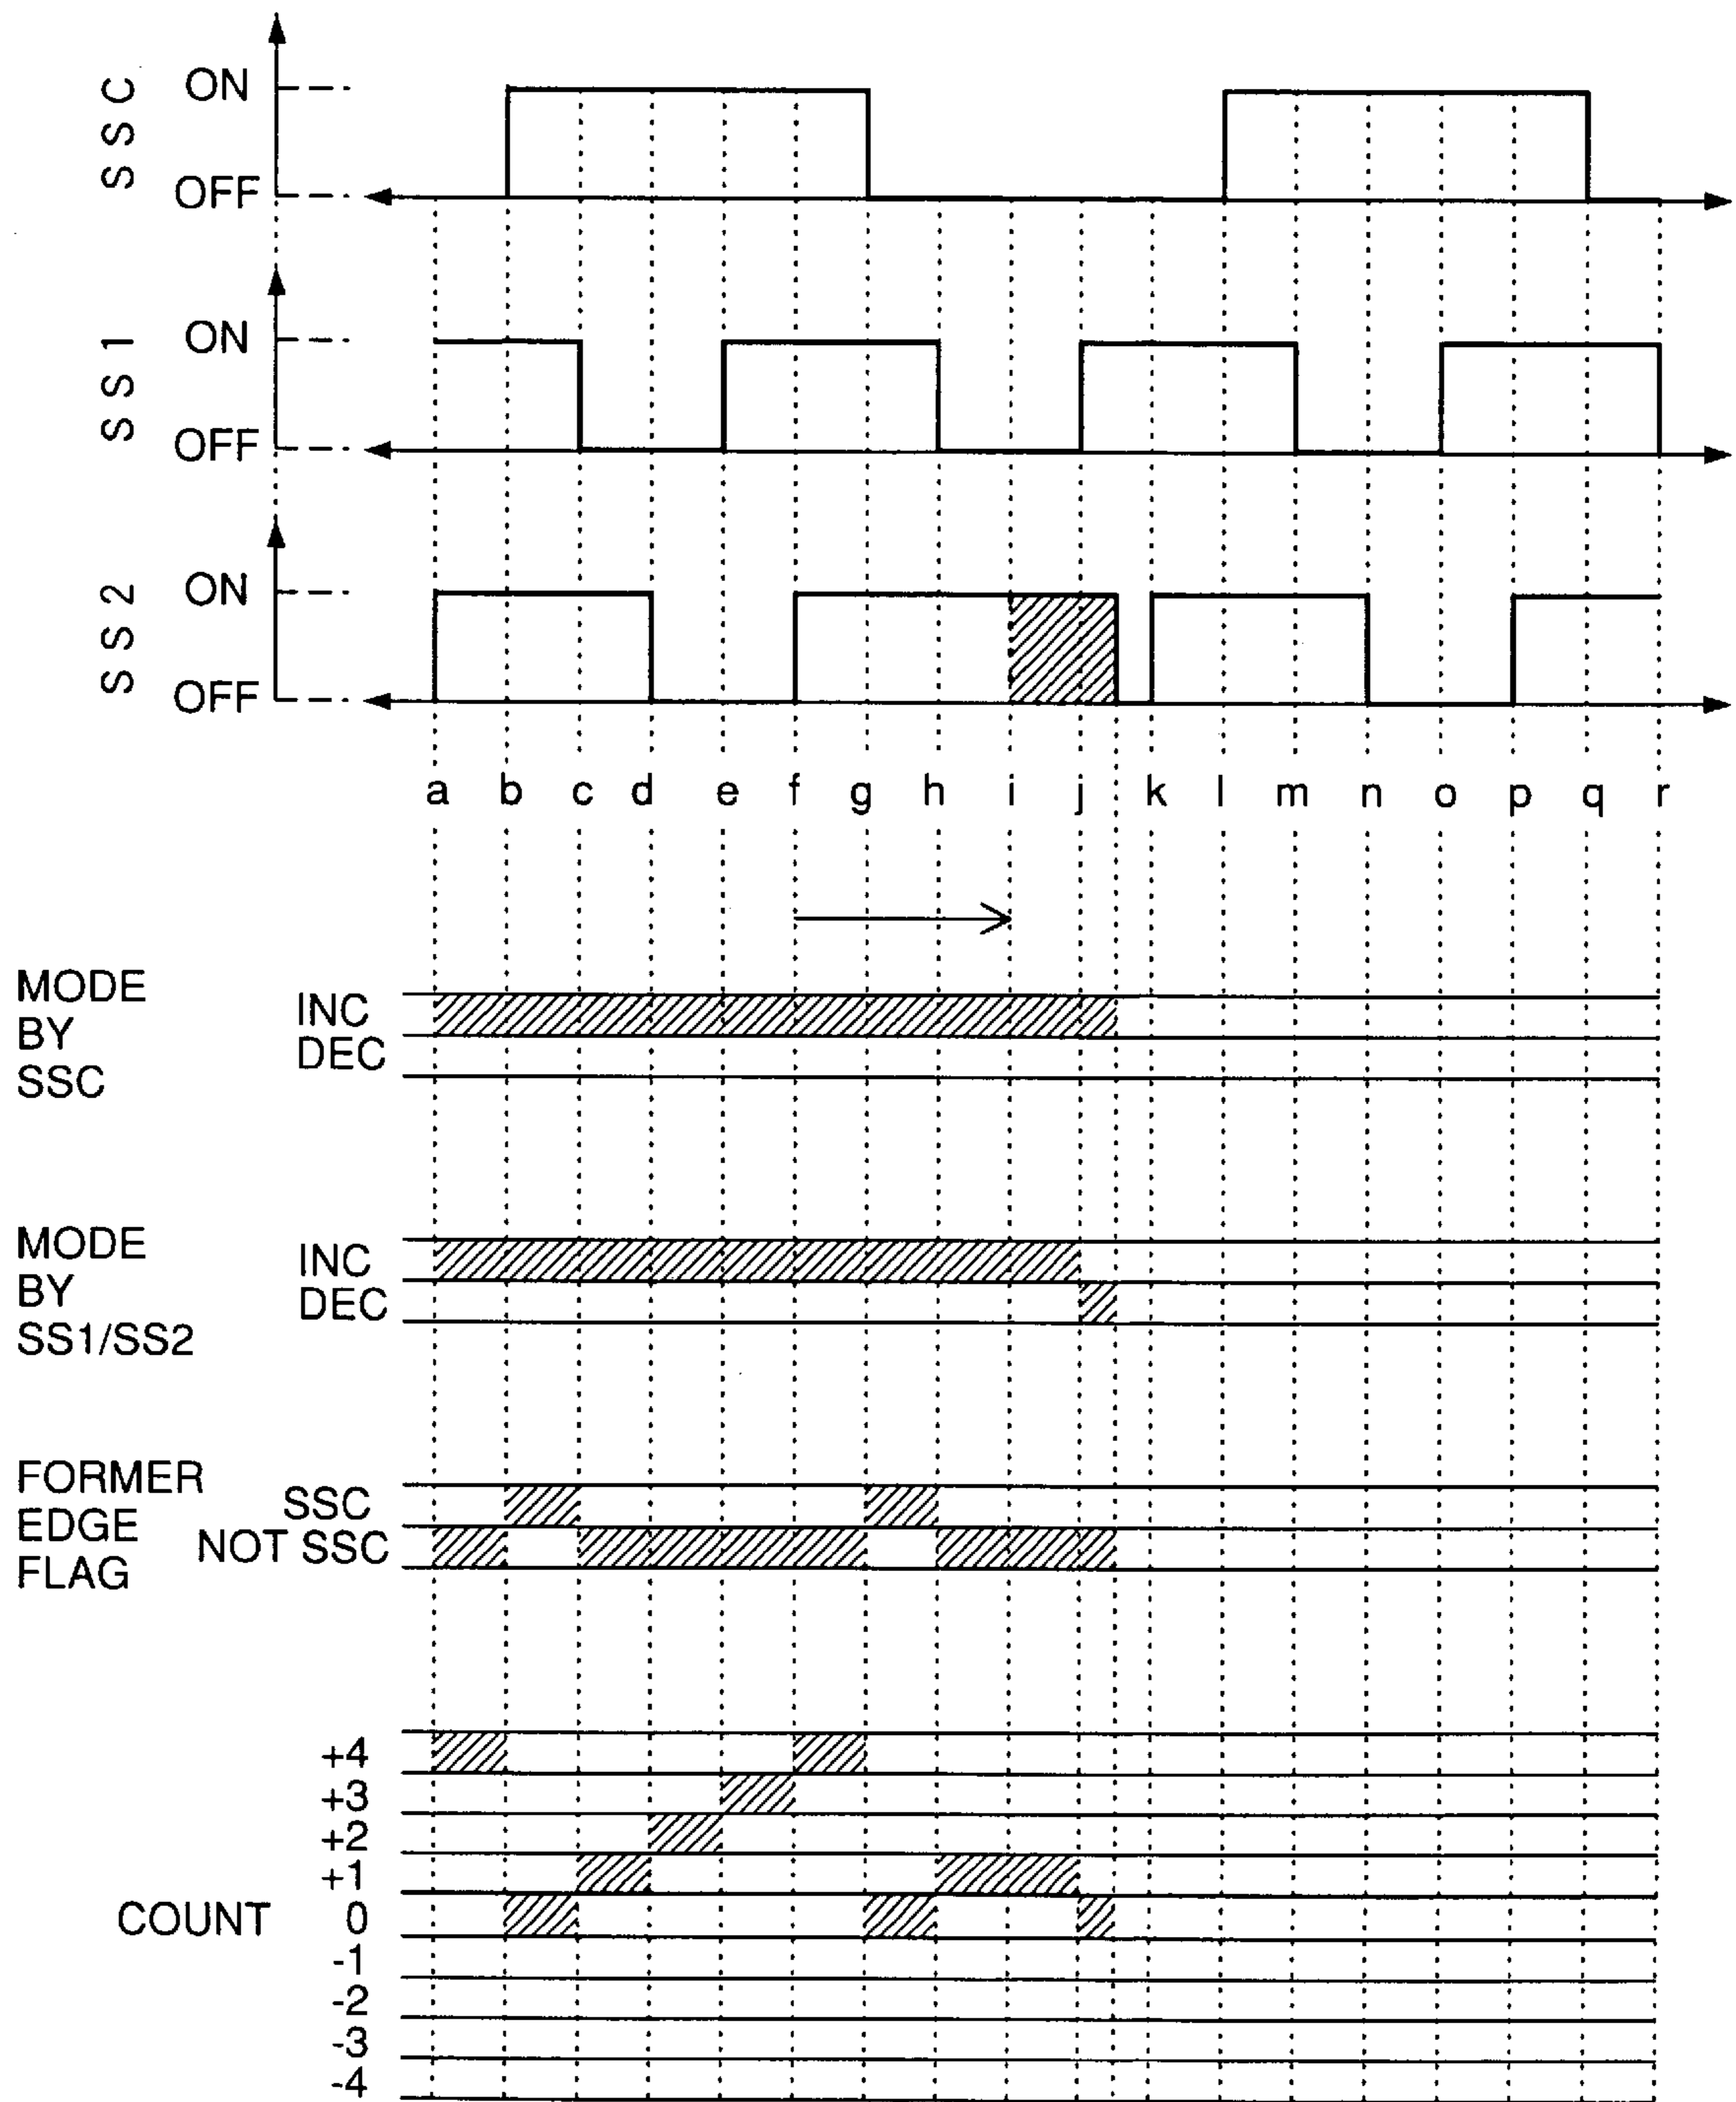 SSC
ON
OFF
SS1
ON
OFF
SS2
ON
OFF
a b c d e f g h i j k l m n o p q r
MODE
BY
SSC
INC
DEC
MODE
BY
SS1/SS2
INC
DEC
FORMER
EDGE
FLAG
SSC
NOT SSC
COUNT
+4
+3
+2
+1
0
-1
-2
-3
-4